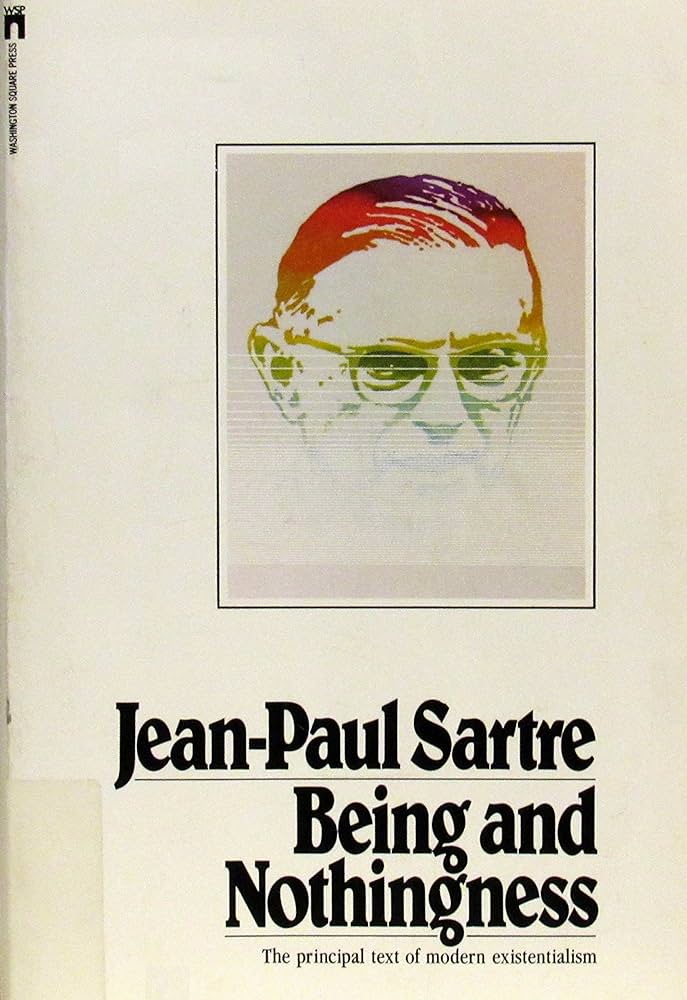 WSP
WASHINGTON SQUARE PRESS
Jean-Paul Sartre
Being and
Nothingness
The principal text of modern existentialism